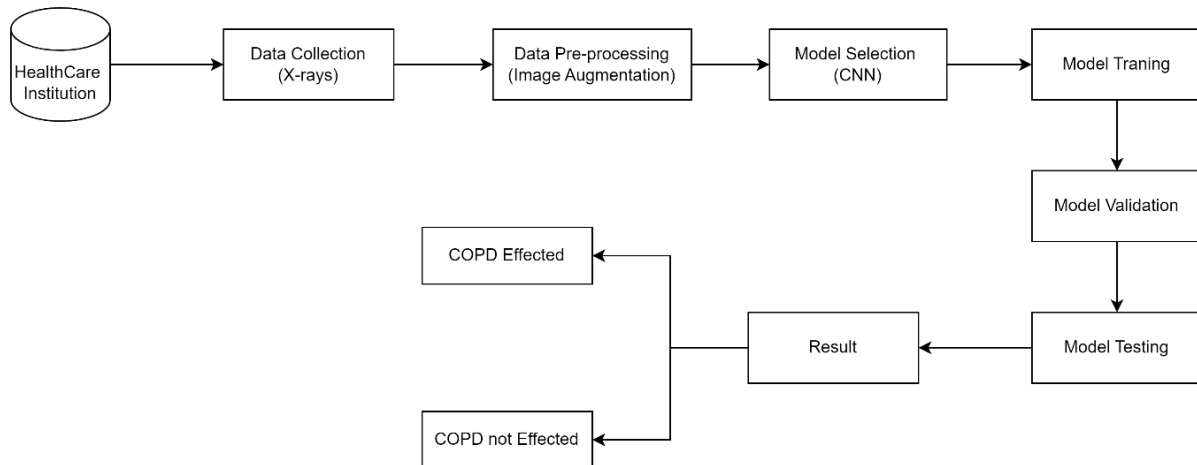 HealthCare
Institution
Data Collection
(X-rays)
Data Pre-processing
(Image Augmentation)
Model Selection
(CNN)
Model Traning
Model Validation
COPD Effected
Model Testing
Result
COPD not Effected